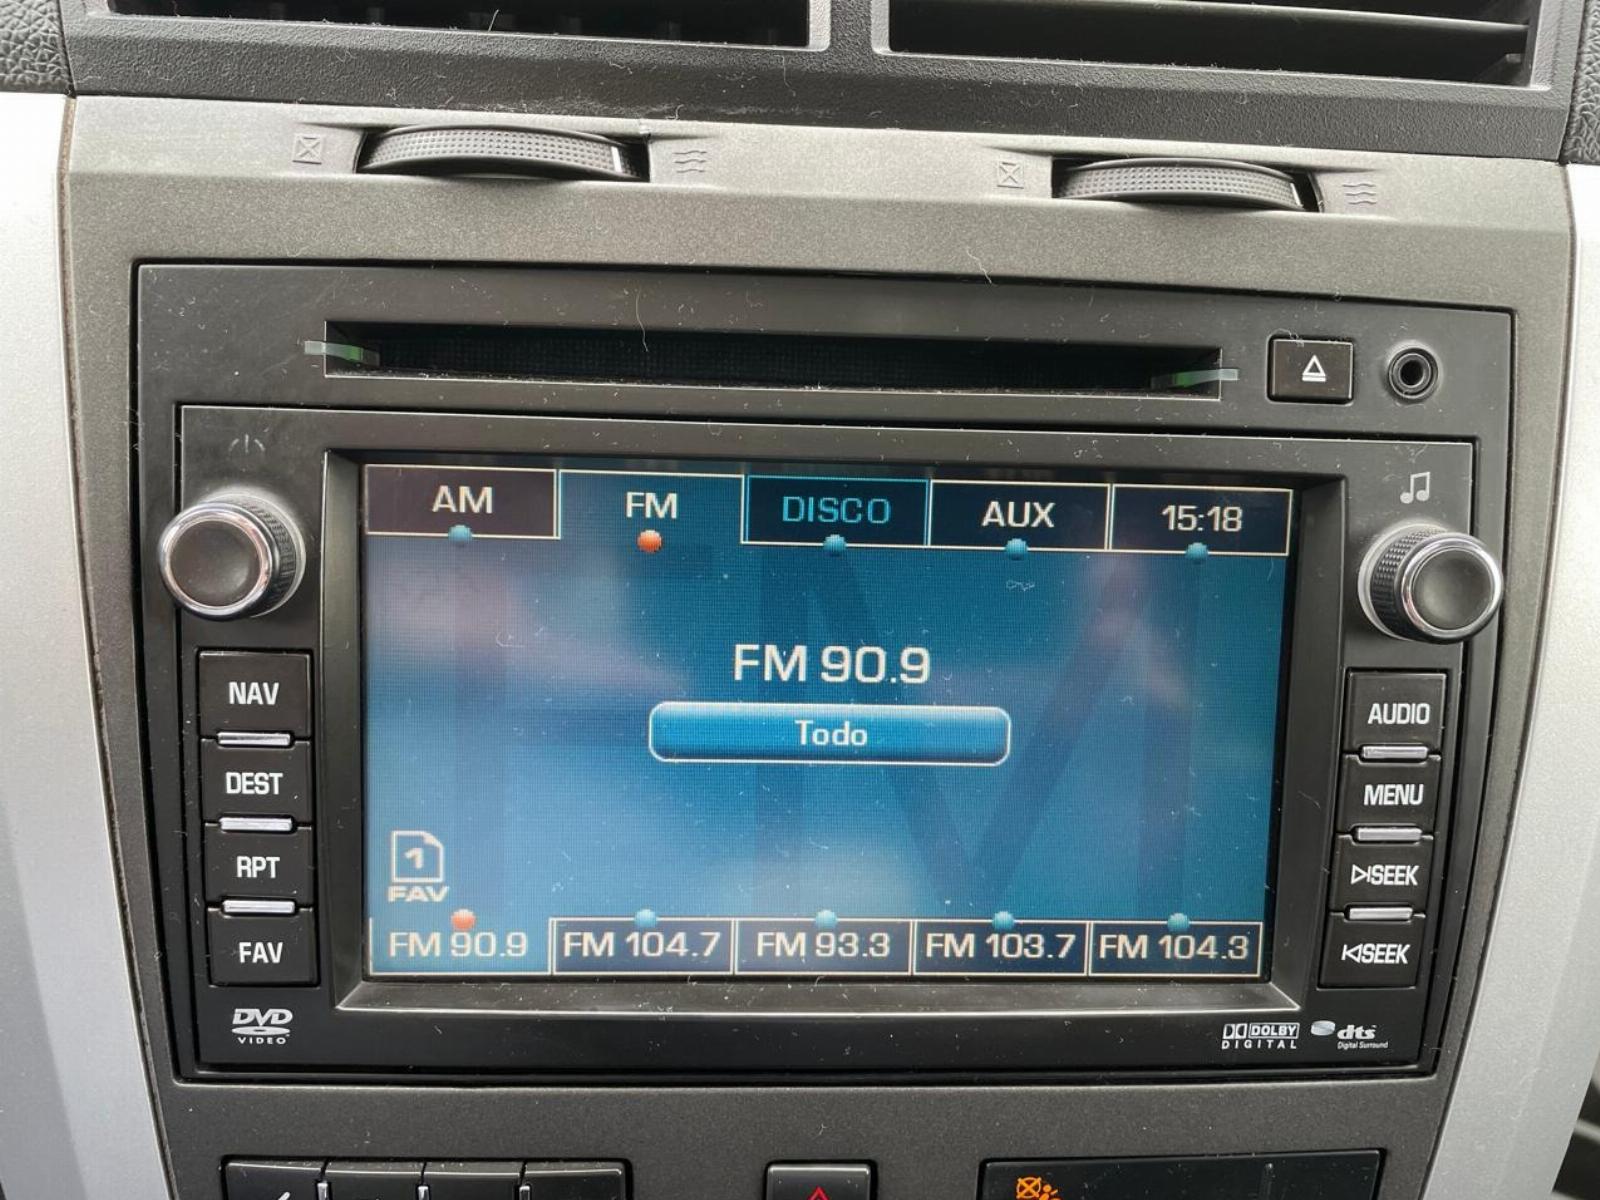 AM FM DISCO AUX 15:18
FM 90.9
Todo
1
FAV
FM 90.9 FM 104.7 FM 93.3 FM 103.7 FM 104.3
NAV
DEST
RPT
FAV
AUDIO
MENU
SEEK
SEEK
DVD
VIDEO
DOLBY
DIGITAL
dts
Digital Surround